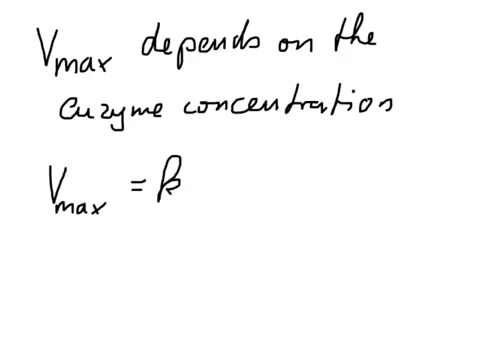 Vmax depends on the
enzyme concentration
Vmax = k